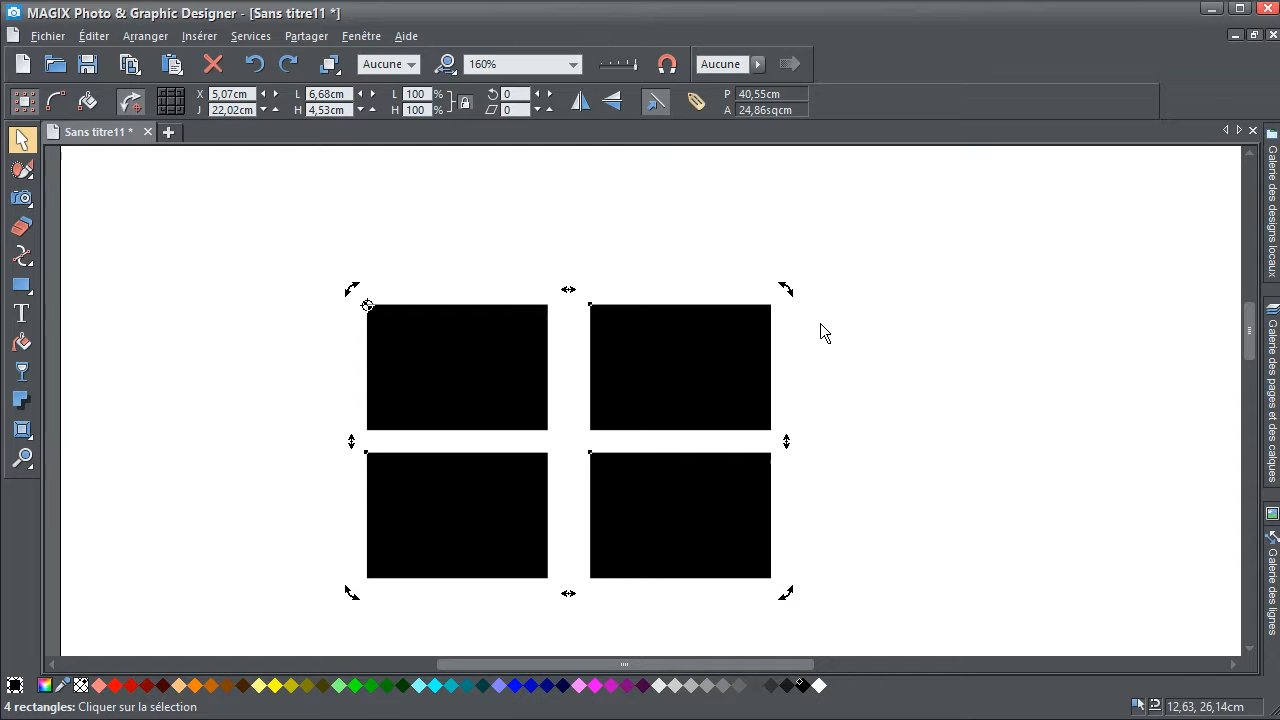 MAGIX Photo & Graphic Designer - [Sans titre11 *]
Fichier Éditer Arranger Insérer Services Partager Fenêtre Aide
Aucune 160% Aucune
X 5,07cm L 6,68cm L 100 % 0 P 40,55cm
J 22,02cm H 4,53cm H 100 % 0 A 24,86sqcm
Sans titre11 *
Galerie des designs locaux
Galerie des pages et des calques
Galerie des lignes
4 rectangles: Cliquer sur la sélection
12,63, 26,14cm